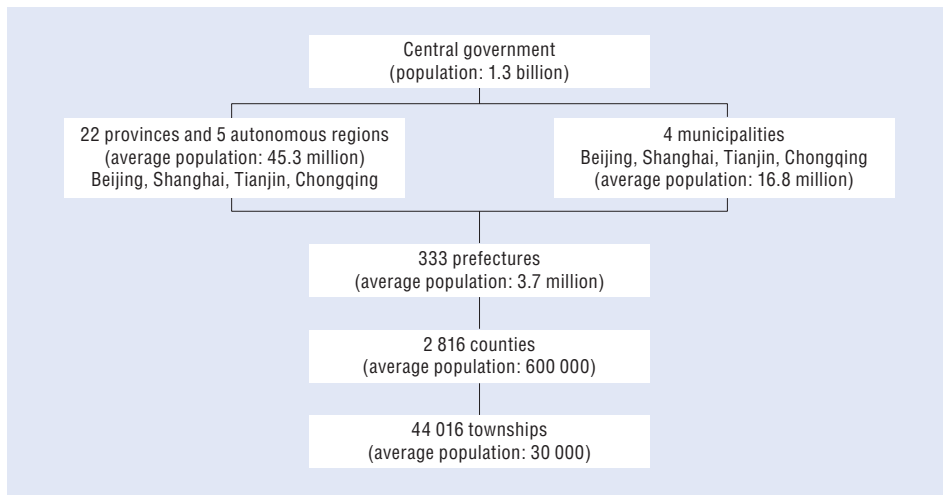 Central government
(population: 1.3 billion)
22 provinces and 5 autonomous regions
(average population: 45.3 million)
Beijing, Shanghai, Tianjin, Chongqing
4 municipalities
Beijing, Shanghai, Tianjin, Chongqing
(average population: 16.8 million)
333 prefectures
(average population: 3.7 million)
2 816 counties
(average population: 600 000)
44 016 townships
(average population: 30 000)